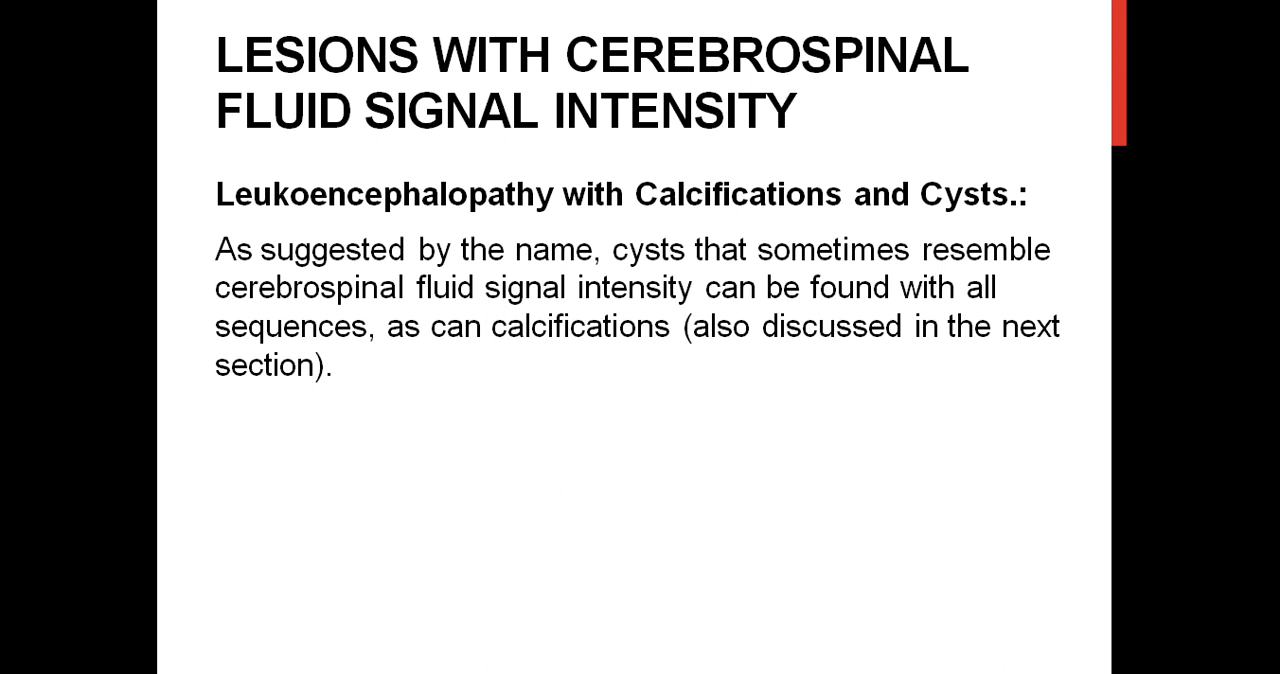 LESIONS WITH CEREBROSPINAL
FLUID SIGNAL INTENSITY
Leukoencephalopathy with Calcifications and Cysts.:
As suggested by the name, cysts that sometimes resemble
cerebrospinal fluid signal intensity can be found with all
sequences, as can calcifications (also discussed in the next
section).